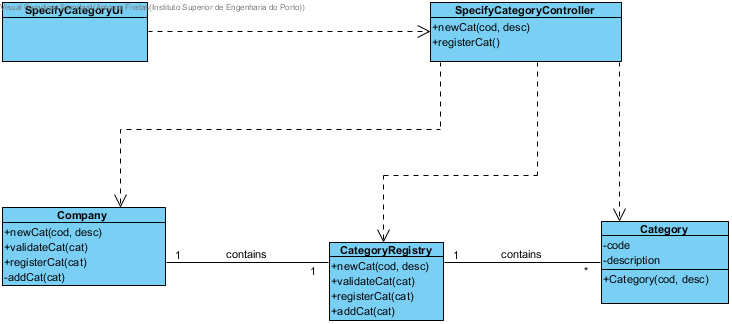 Visual Paradigm Standard(António Freitas(Instituto Superior de Engenharia do Porto))
SpecifyCategoryUI
SpecifyCategoryController
+newCat(cod, desc)
+registerCat()
Company
+newCat(cod, desc)
+validateCat(cat)
+registerCat(cat)
-addCat(cat)
1
contains
1
CategoryRegistry
+newCat(cod, desc)
+validateCat(cat)
+registerCat(cat)
+addCat(cat)
1
contains
*
Category
-code
-description
+Category(cod, desc)